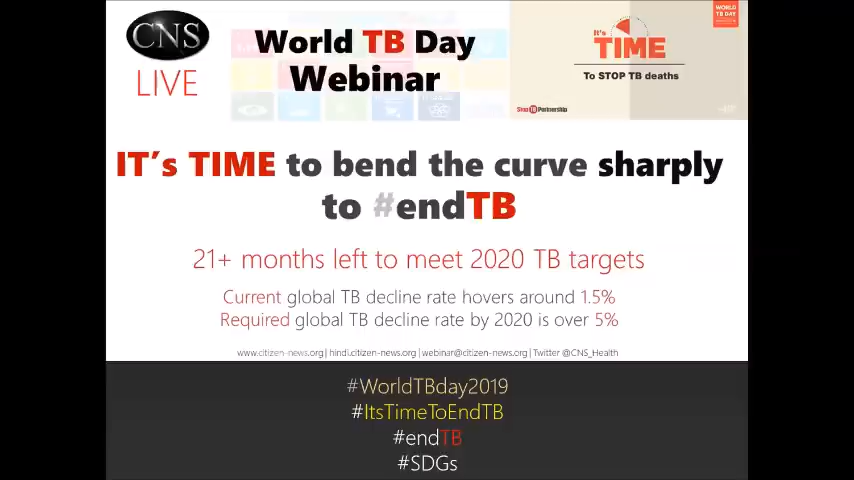 CNS
LIVE
World TB Day
Webinar
It's
TIME
To STOP TB deaths
Stop TB Partnership
WORLD
TB DAY
IT's TIME to bend the curve sharply
to #endTB
21+ months left to meet 2020 TB targets
Current global TB decline rate hovers around 1.5%
Required global TB decline rate by 2020 is over 5%
www.citizen-news.org | hindi.citizen-news.org | webinar@citizen-news.org | Twitter @CNS_Health
#WorldTBday2019
#ItsTimeToEndTB
#endTB
#SDGs